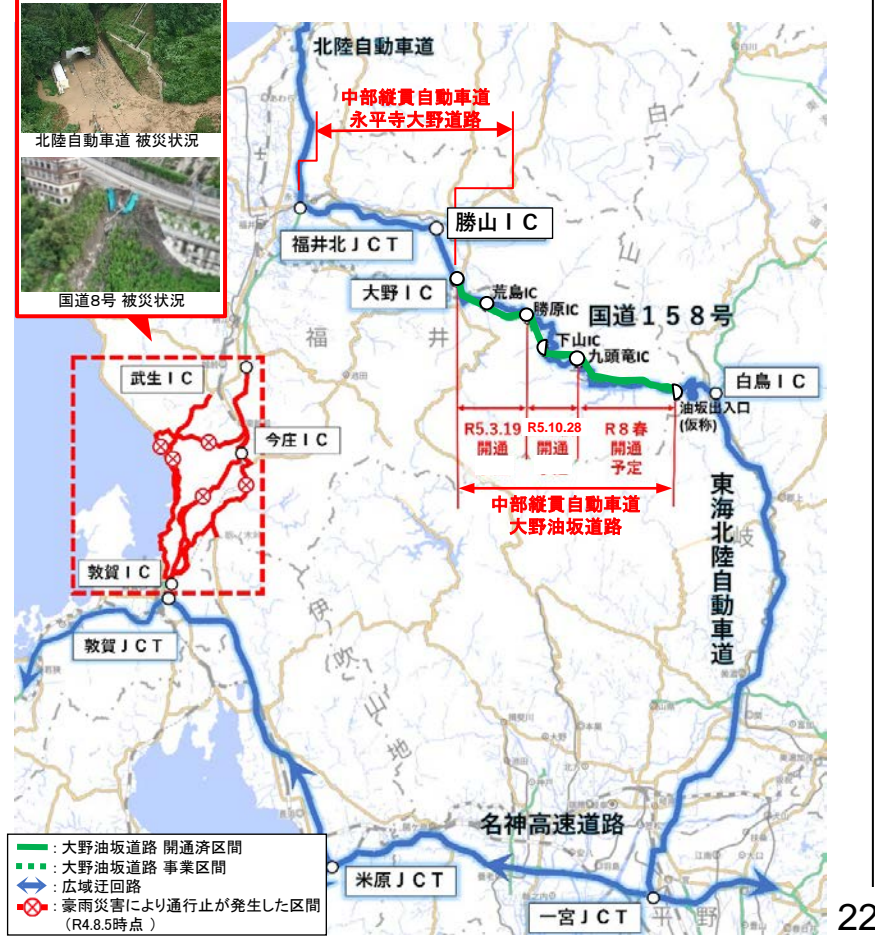 北陸自動車道 被災状況
国道8号 被災状況
北陸自動車道
中部縦貫自動車道
永平寺大野道路
白
山
福井北ＪＣＴ
勝山ＩＣ
大野ＩＣ
荒島IC
勝原IC
国道１５８号
下山IC
九頭竜IC
福
井
白鳥ＩＣ
油坂出入口
(仮称)
武生ＩＣ
今庄ＩＣ
R5.3.19
開通
R5.10.28
開通
R８春
開通
予定
中部縦貫自動車道
大野油坂道路
東海北陸自動車道
岐
敦賀ＩＣ
敦賀ＪＣＴ
伊
吹
山
地
名神高速道路
米原ＪＣＴ
一宮ＪＣＴ
平
野
：大野油坂道路 開通済区間
：大野油坂道路 事業区間
：広域迂回路
：豪雨災害により通行止が発生した区間
（R4.8.5時点 ）
22